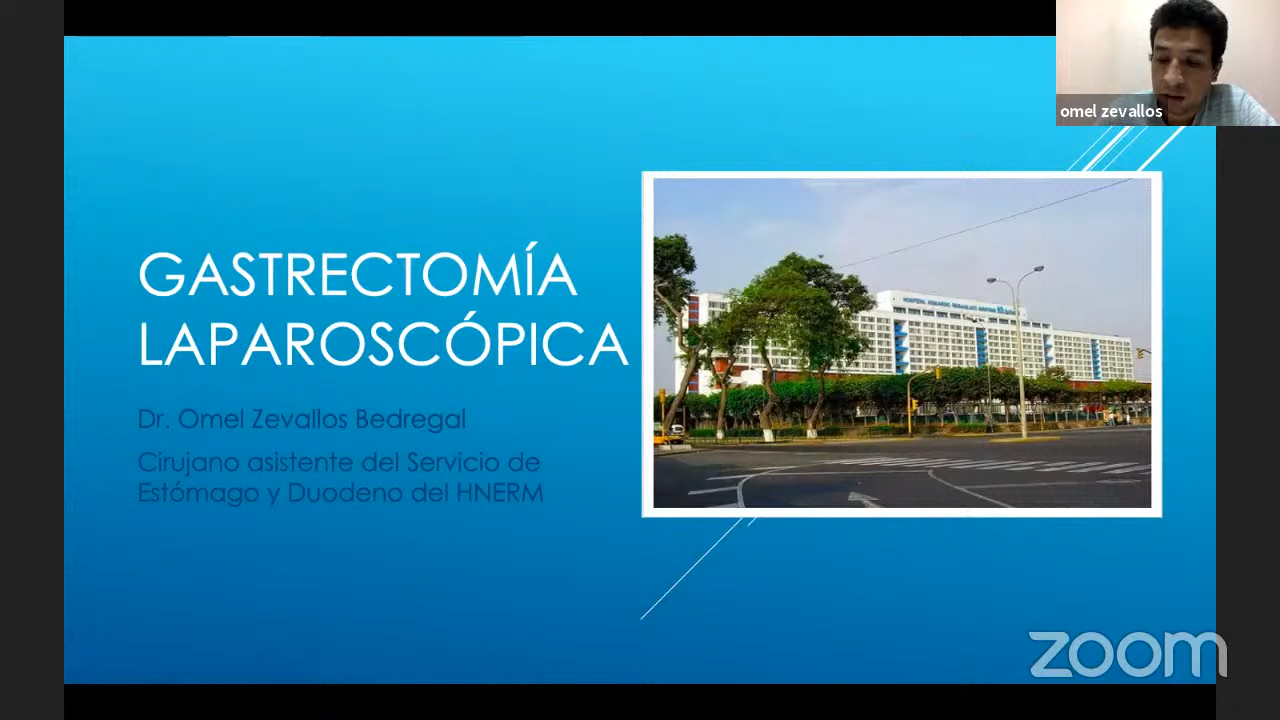 omel zevallos
GASTRECTOMÍA
LAPAROSCÓPICA
Dr. Omel Zevallos Bedregal
Cirujano asistente del Servicio de
Estómago y Duodeno del HNERM
zoom